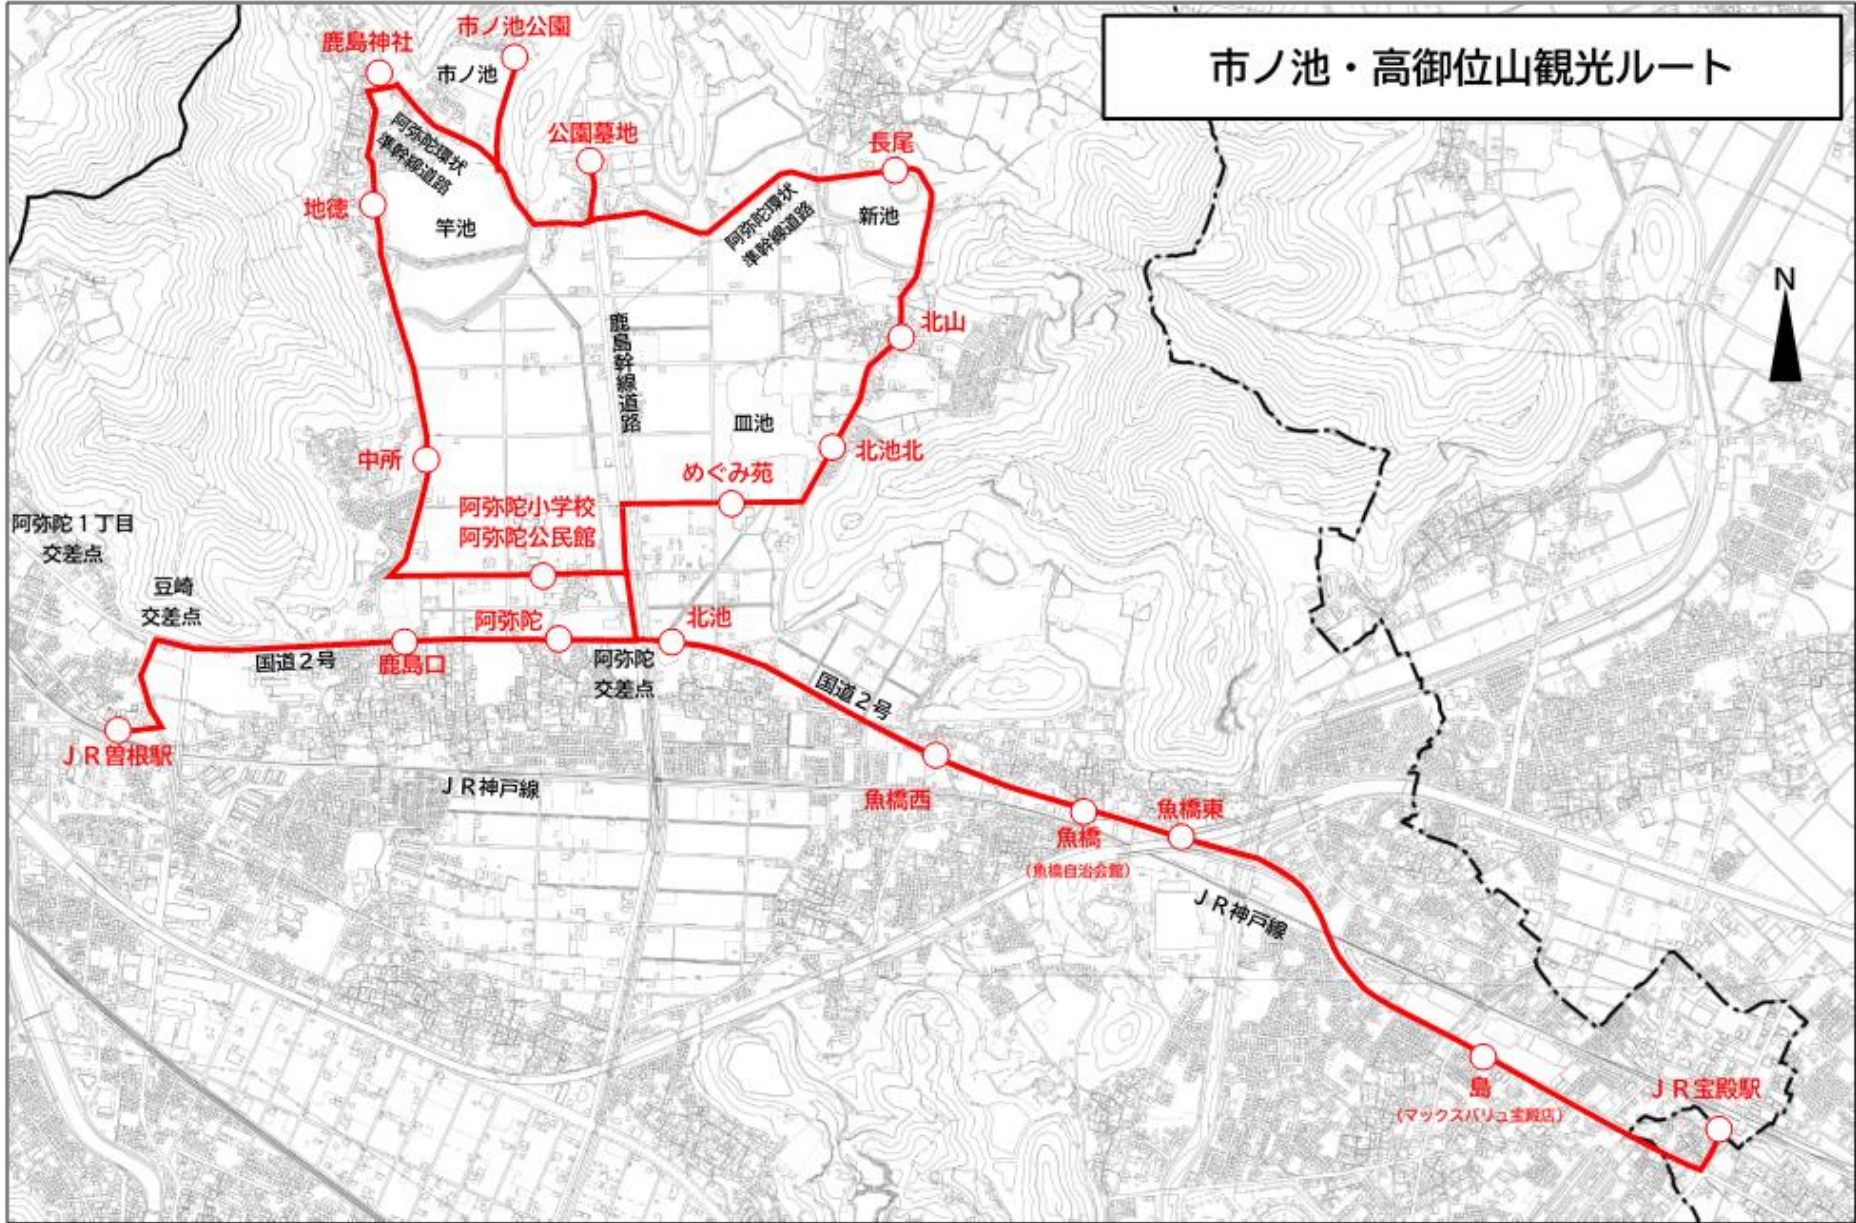 市ノ池・高御位山観光ルート
市ノ池公園
鹿島神社
市ノ池
公園墓地
長尾
阿弥陀環状
準幹線道路
地徳
竿池
阿弥陀環状
準幹線道路
新池
N
北山
鹿島幹線道路
皿池
北池北
中所
めぐみ苑
阿弥陀小学校
阿弥陀公民館
阿弥陀1丁目
交差点
豆崎
交差点
阿弥陀
北池
国道2号
鹿島口
阿弥陀
交差点
国道2号
JR曽根駅
JR神戸線
魚橋西
魚橋
(魚橋自治会館)
魚橋東
JR神戸線
島
(マックスバリュ宝殿店)
JR宝殿駅